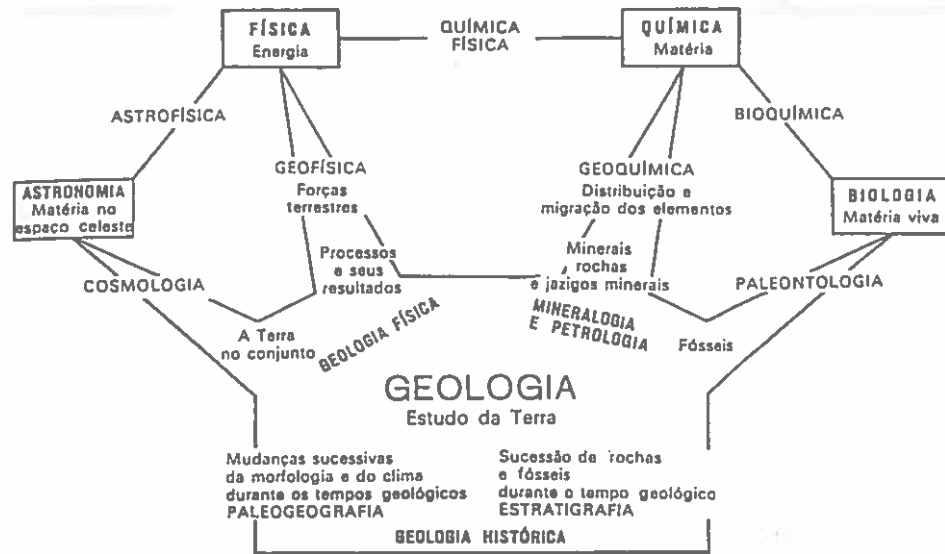 FÍSICA
Energia
QUÍMICA
FÍSICA
QUÍMICA
Matéria
ASTROFÍSICA
BIOQUÍMICA
GEOFÍSICA
Forças
terrestres
GEOQUÍMICA
Distribuição e
migração dos elementos
ASTRONOMIA
Matéria no
espaço celeste
BIOLOGIA
Matéria viva
Processos
e seus
resultados
Minerais
rochas
e jazigos minerais
COSMOLOGIA
PALEONTOLOGIA
A Terra
no conjunto
BEOLOGIA FÍSICA
MINERALOGIA
E PETROLOGIA
Fósseis
GEOLOGIA
Estudo da Terra
Mudanças sucessivas
da morfologia e do clima
durante os tempos geológicos
PALEOGEOGRAFIA
Sucessão de rochas
e fósseis
durante o tempo geológico
ESTRATIGRAFIA
GEOLOGIA HISTÓRICA